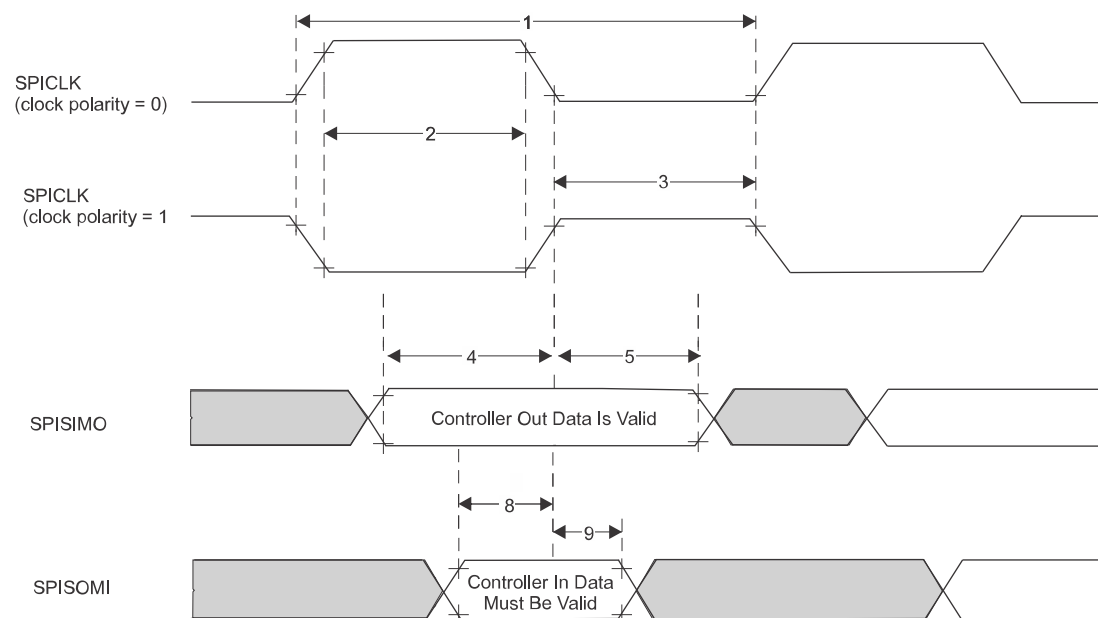 1
SPICLK
(clock polarity = 0)
2
SPICLK
(clock polarity = 1
3
4
5
SPISIMO
Controller Out Data Is Valid
8
9
SPISOMI
Controller In Data
Must Be Valid